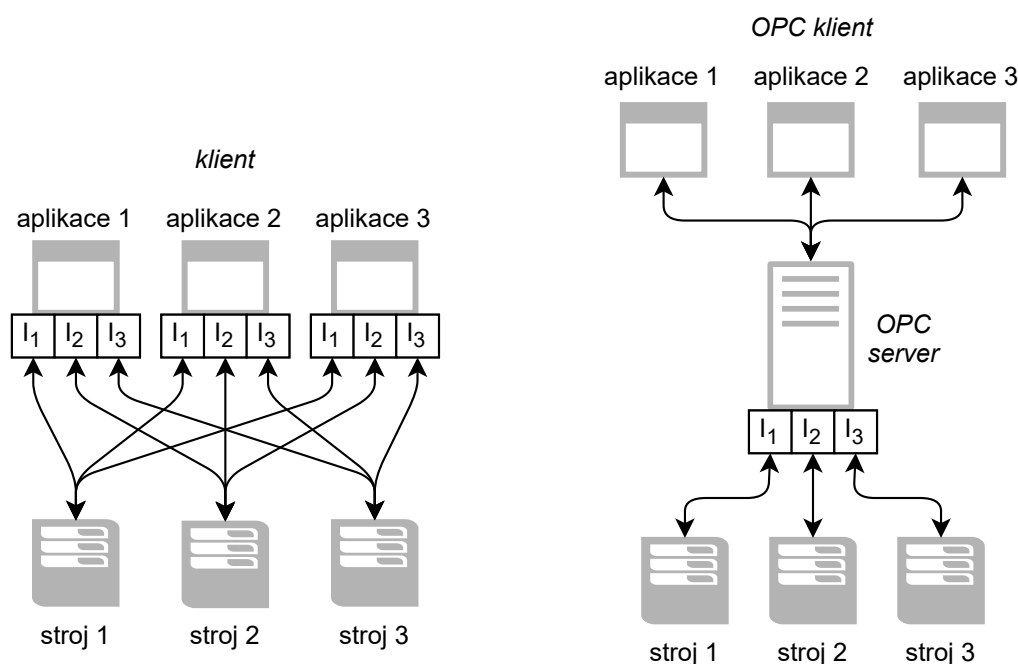 klient
aplikace 1 aplikace 2 aplikace 3
I1 I2 I3 I1 I2 I3 I1 I2 I3
stroj 1 stroj 2 stroj 3
OPC klient
aplikace 1 aplikace 2 aplikace 3
OPC
server
I1 I2 I3
stroj 1 stroj 2 stroj 3